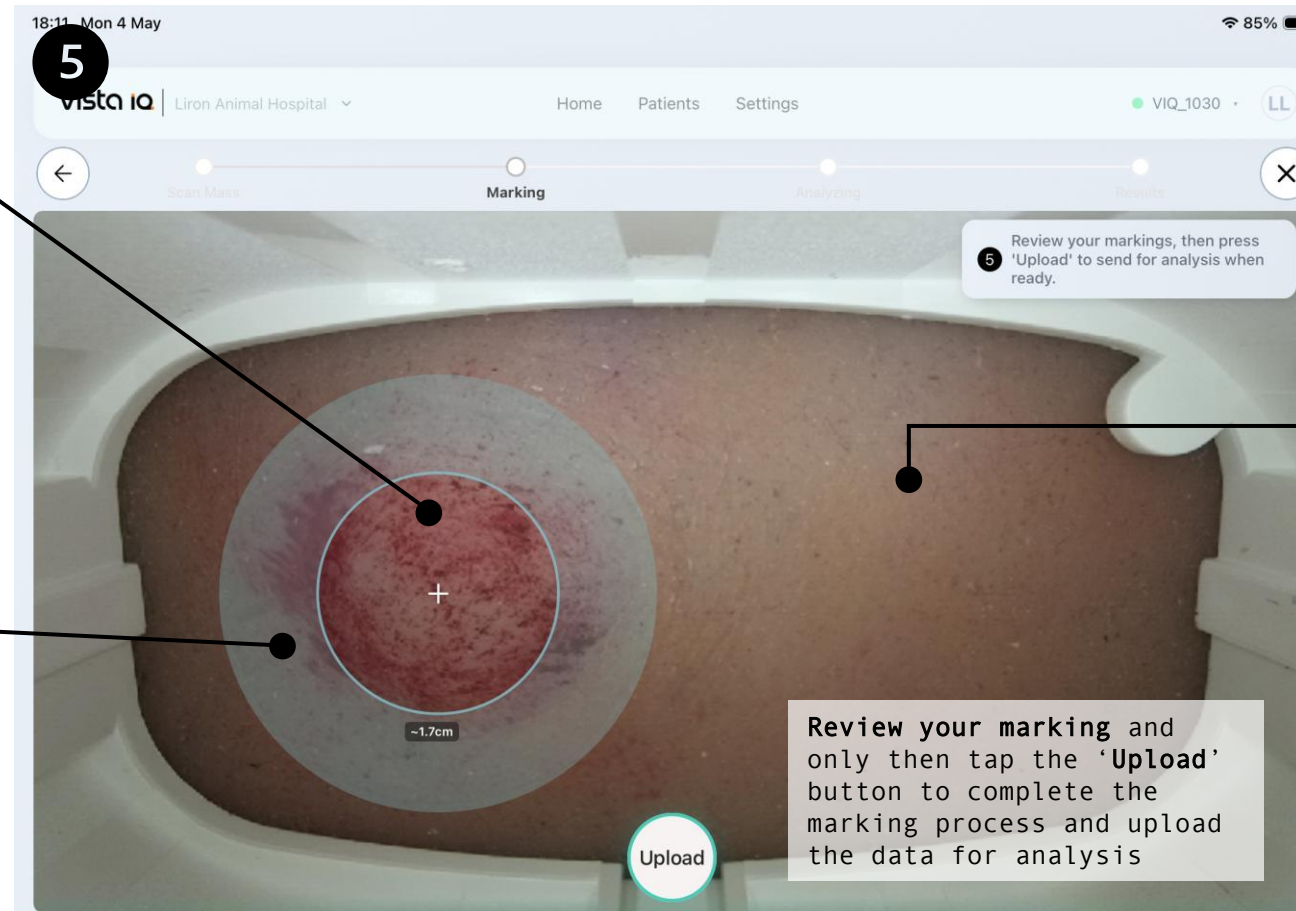 18:11 Mon 4 May
85%
5
vista iQ
Liron Animal Hospital
Home Patients Settings
VIQ_1030
LL
Scan Mass
Marking
Analyzing
Results
5
Review your markings, then press
'Upload' to send for analysis when
ready.
~1.7cm
Review your marking and
only then tap the ‘Upload’
button to complete the
marking process and upload
the data for analysis
Upload